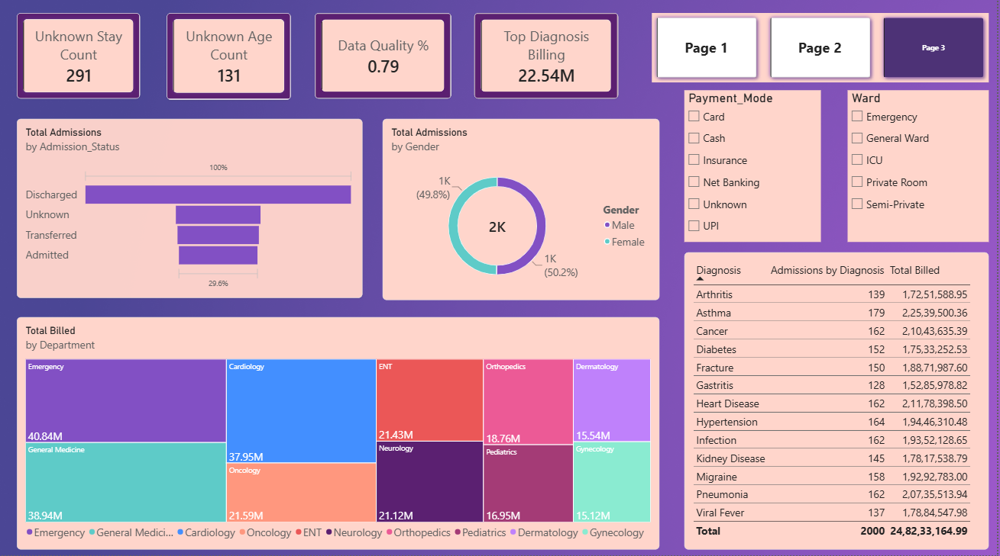 Unknown Stay
Count
291
Unknown Age
Count
131
Data Quality %
0.79
Top Diagnosis
Billing
22.54M
Page 1
Page 2
Page 3
Payment_Mode
Card
Cash
Insurance
Net Banking
Unknown
UPI
Ward
Emergency
General Ward
ICU
Private Room
Semi-Private
Total Admissions
by Admission_Status
100%
Discharged
Unknown
Transferred
Admitted
29.6%
Total Admissions
by Gender
1K
(49.8%)
2K
1K
(50.2%)
Gender
Male
Female
Total Billed
by Department
Emergency
40.84M
General Medicine
38.94M
Cardiology
37.95M
Oncology
21.59M
ENT
21.43M
Neurology
21.12M
Orthopedics
18.76M
Pediatrics
16.95M
Dermatology
15.54M
Gynecology
15.12M
Emergency General Medici... Cardiology Oncology ENT Neurology Orthopedics Pediatrics Dermatology Gynecology
Diagnosis Admissions by Diagnosis Total Billed
Arthritis 139 1,72,51,588.95
Asthma 179 2,25,39,500.36
Cancer 162 2,10,43,635.39
Diabetes 152 1,75,33,252.53
Fracture 150 1,88,71,987.60
Gastritis 128 1,52,85,978.82
Heart Disease 162 2,11,78,398.50
Hypertension 164 1,94,46,310.48
Infection 162 1,93,52,128.65
Kidney Disease 145 1,78,17,538.79
Migraine 158 1,92,92,783.00
Pneumonia 162 2,07,35,513.94
Viral Fever 137 1,78,84,547.98
Total 2000 24,82,33,164.99